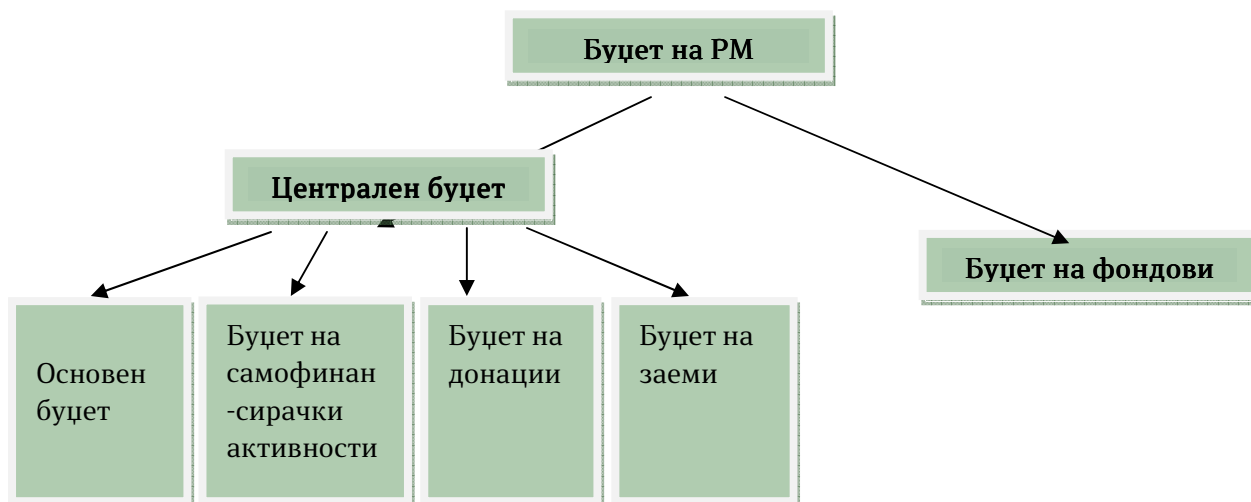 Буџет на РМ
Централен буџет
Буџет на фондови
Основен
буџет
Буџет на
самофинан
-сирачки
активности
Буџет на
донации
Буџет на
заеми